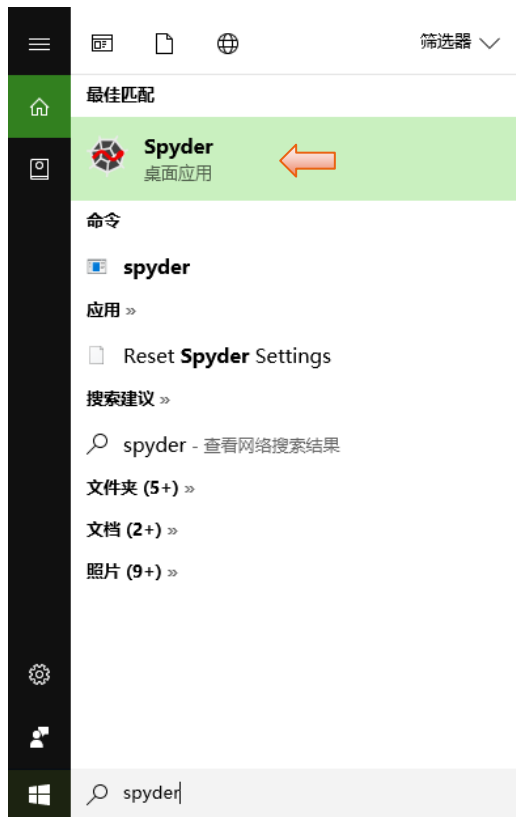 筛选器
最佳匹配
Spyder
桌面应用
命令
spyder
应用 »
Reset Spyder Settings
搜索建议 »
spyder - 查看网络搜索结果
文件夹 (5+) »
文档 (2+) »
照片 (9+) »
spyder